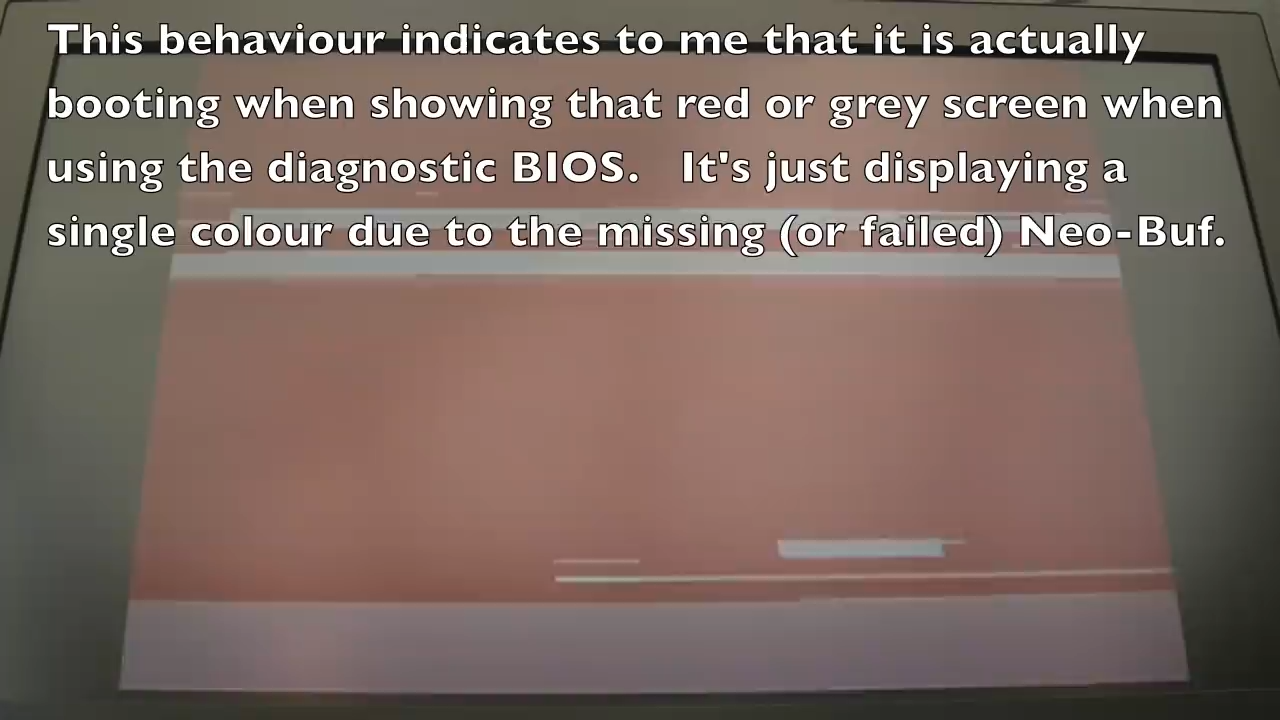 This behaviour indicates to me that it is actually
booting when showing that red or grey screen when
using the diagnostic BIOS.   It's just displaying a
single colour due to the missing (or failed) Neo-Buf.